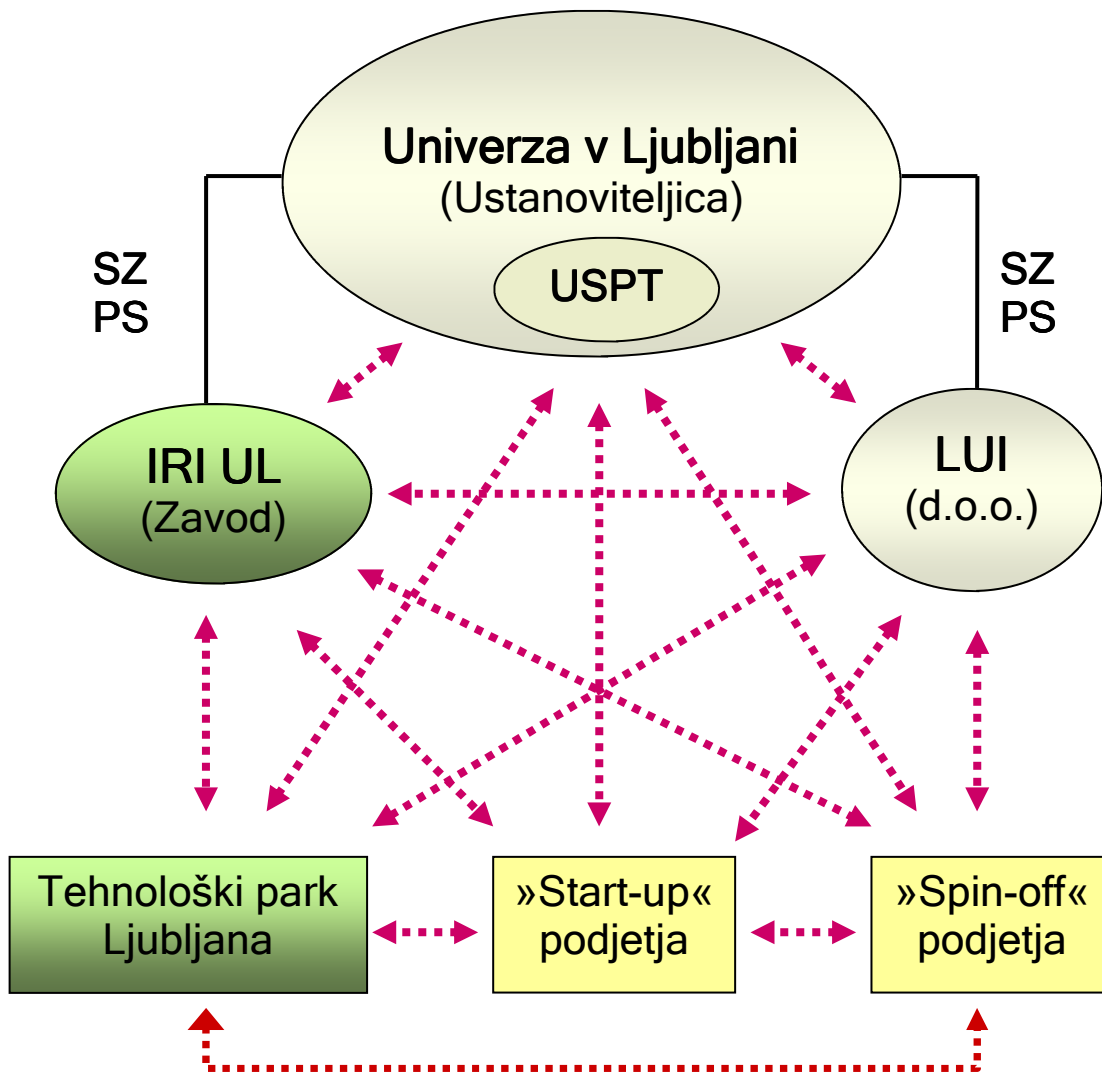 Univerza v Ljubljani
(Ustanoviteljica)
USPT
SZ
PS
SZ
PS
IRI UL
(Zavod)
LUI
(d.o.o.)
Tehnološki park
Ljubljana
»Start-up«
podjetja
»Spin-off«
podjetja